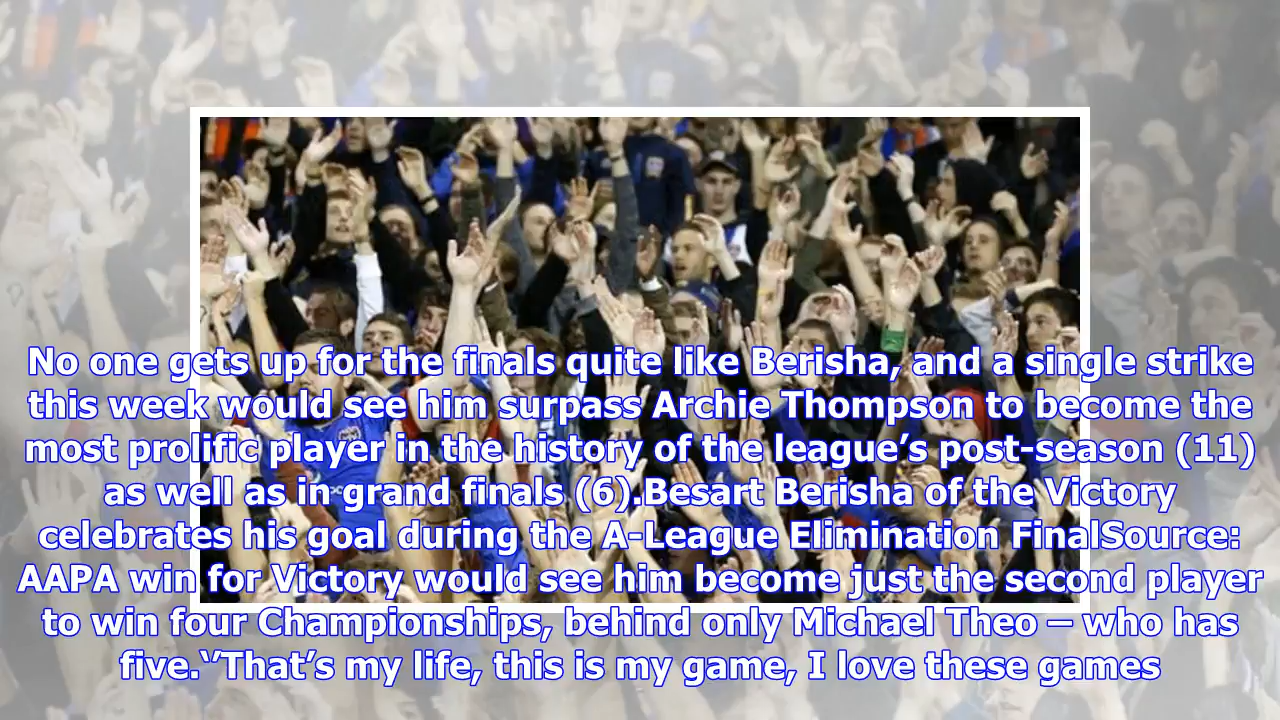 No one gets up for the finals quite like Berisha, and a single strike
this week would see him surpass Archie Thompson to become the
most prolific player in the history of the league’s post-season (11)
as well as in grand finals (6).Besart Berisha of the Victory
celebrates his goal during the A-League Elimination FinalSource:
AAPA win for Victory would see him become just the second player
to win four Championships, behind only Michael Theo – who has
five.‘’That’s my life, this is my game, I love these games